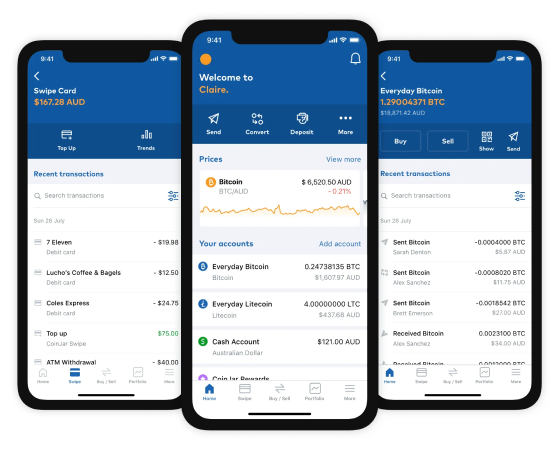 9:41
Swipe Card
$167.28 AUD
Top Up
Trends
Recent transactions
Search transactions
Sun 26 July
7 Eleven
- $19.98
Debit card
Lucho's Coffee & Bagels
- $12.50
Debit card
Coles Express
- $24.75
Debit card
Top up
$75.00
CoinJar Swipe
ATM Withdrawal
- $40.00
Home
Swipe
Buy / Sell
Portfolio
More
9:41
Welcome to
Claire.
Send
Convert
Deposit
More
Prices
View more
Bitcoin
$ 6,520.50 AUD
BTC/AUD
- 0.21%
Your accounts
Add account
Everyday Bitcoin
0.24738135 BTC
Bitcoin
$1,607.97 AUD
Everyday Litecoin
4.00000000 LTC
Litecoin
$437.68 AUD
Cash Account
$121.00 AUD
Australian Dollar
CoinJar Rewards
Home
Swipe
Buy / Sell
Portfolio
More
9:41
Everyday Bitcoin
1.29004371 BTC
$18,871.42 AUD
Buy
Sell
Show
Send
Recent transactions
Search transactions
Sun 26 July
Sent Bitcoin
-0.0004000 BTC
Sarah Denton
$5.87 AUD
Sent Bitcoin
-0.0008020 BTC
Alex Sanchez
$11.75 AUD
Sent Bitcoin
-0.0018542 BTC
Brett Emerson
$27.00 AUD
Received Bitcoin
0.0023100 BTC
Alex Sanchez
$34.00 AUD
Received Bitcoin
0.0012000 BTC
Home
Swipe
Buy / Sell
Portfolio
More